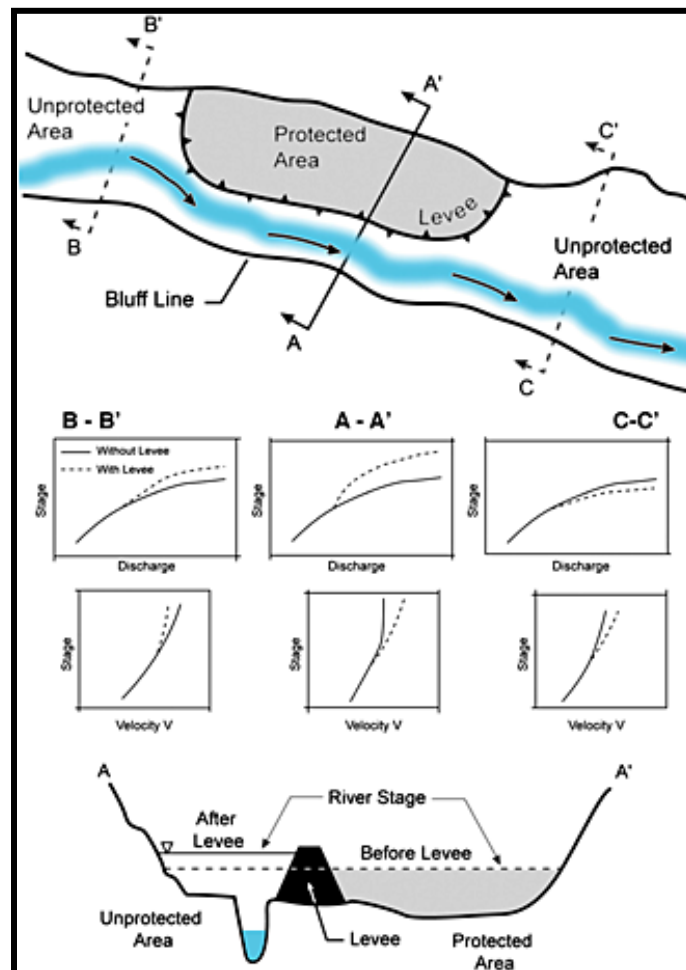 B'
Unprotected
Area
Protected
Area
A'
C'
Levee
B
Unprotected
Area
Bluff Line
A
C
B - B'
A - A'
C-C'
Without Levee
With Levee
Stage
Discharge
Stage
Discharge
Stage
Discharge
Stage
Velocity V
Stage
Velocity V
Stage
Velocity V
A
A'
River Stage
After
Levee
Before Levee
Unprotected
Area
Levee
Protected
Area